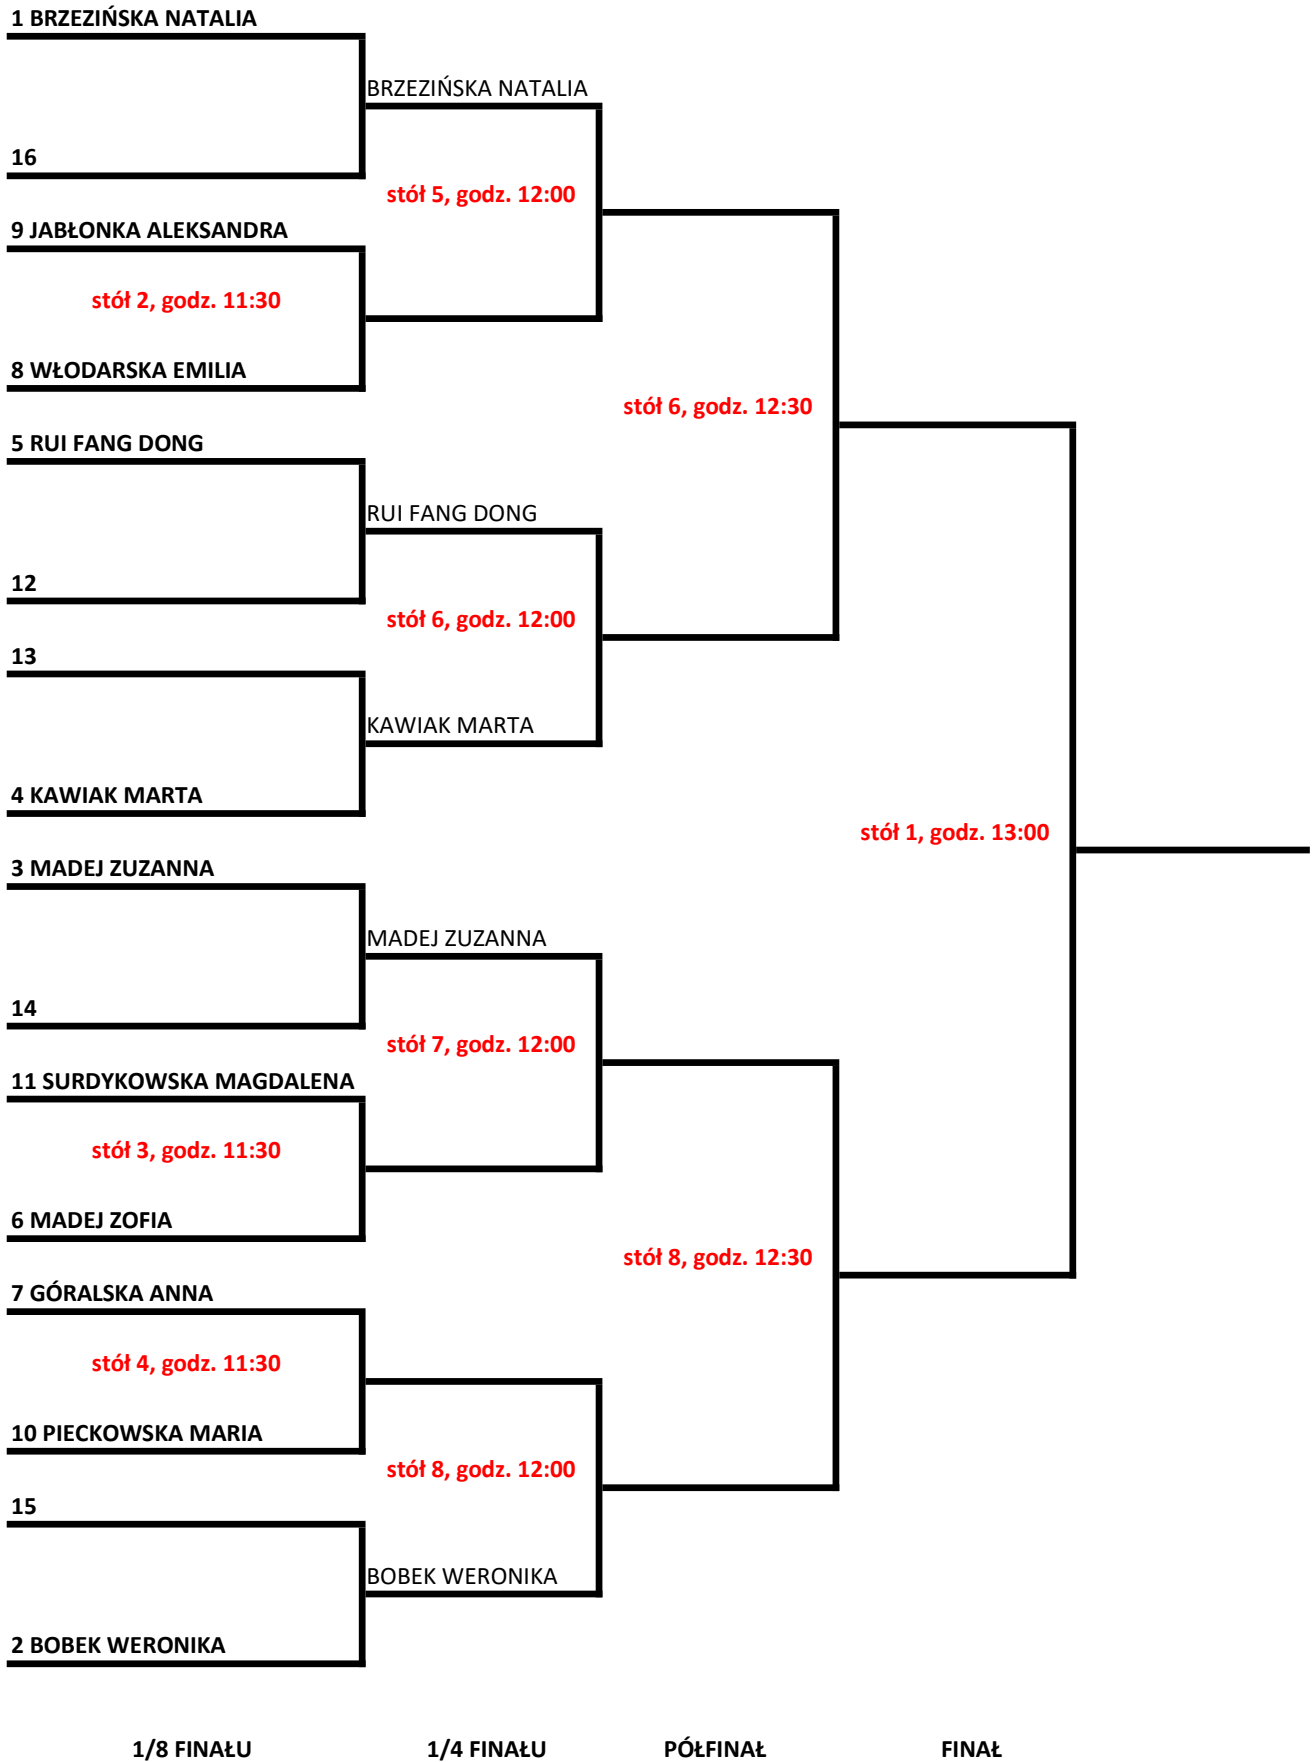 1 BRZEZIŃSKA NATALIA
BRZEZIŃSKA NATALIA
16
stół 5, godz. 12:00
9 JABŁONKA ALEKSANDRA
stół 2, godz. 11:30
8 WŁODARSKA EMILIA
stół 6, godz. 12:30
5 RUI FANG DONG
RUI FANG DONG
12
stół 6, godz. 12:00
13
KAWIAK MARTA
4 KAWIAK MARTA
stół 1, godz. 13:00
3 MADEJ ZUZANNA
MADEJ ZUZANNA
14
stół 7, godz. 12:00
11 SURDYKOWSKA MAGDALENA
stół 3, godz. 11:30
6 MADEJ ZOFIA
stół 8, godz. 12:30
7 GÓRALSKA ANNA
stół 4, godz. 11:30
10 PIECKOWSKA MARIA
stół 8, godz. 12:00
15
BOBEK WERONIKA
2 BOBEK WERONIKA
1/8 FINAŁU 1/4 FINAŁU PÓŁFINAŁ FINAŁ